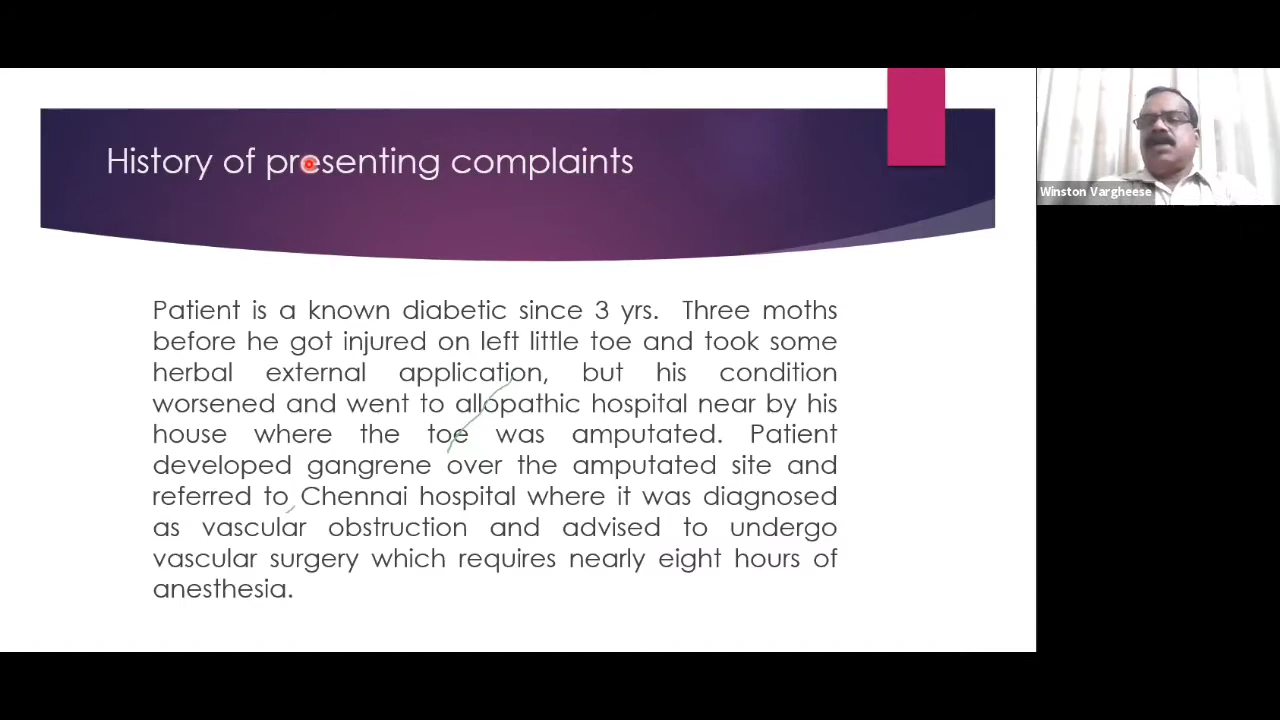 History of presenting complaints
Winston Vargheese
Patient is a known diabetic since 3 yrs. Three moths
before he got injured on left little toe and took some
herbal external application, but his condition
worsened and went to allopathic hospital near by his
house where the toe was amputated. Patient
developed gangrene over the amputated site and
referred to Chennai hospital where it was diagnosed
as vascular obstruction and advised to undergo
vascular surgery which requires nearly eight hours of
anesthesia.